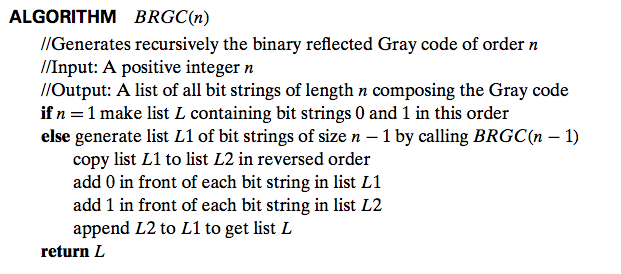 ALGORITHM BRGC(n)
//Generates recursively the binary reflected Gray code of order n
//Input: A positive integer n
//Output: A list of all bit strings of length n composing the Gray code
if n = 1 make list L containing bit strings 0 and 1 in this order
else generate list L1 of bit strings of size n − 1 by calling BRGC(n − 1)
copy list L1 to list L2 in reversed order
add 0 in front of each bit string in list L1
add 1 in front of each bit string in list L2
append L2 to L1 to get list L
return L